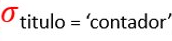 σ titulo = ‘contador’